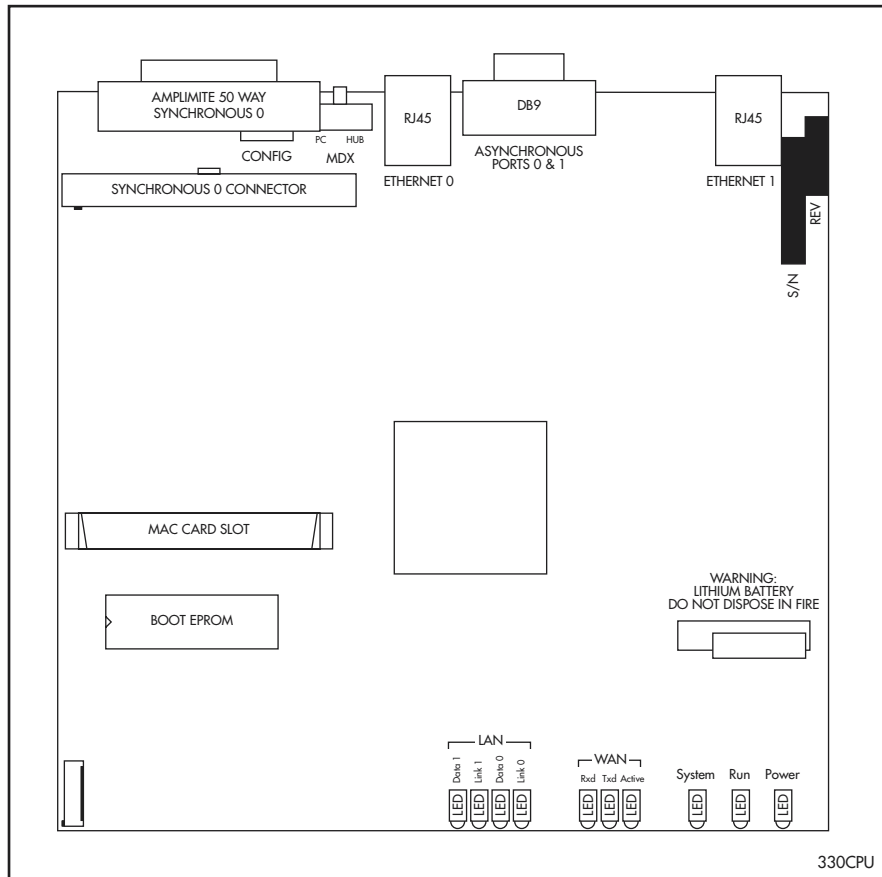 AMPLIMITE 50 WAY
SYNCHRONOUS 0
CONFIG
PC
HUB
MDX
RJ45
ETHERNET 0
DB9
ASYNCHRONOUS
PORTS 0 & 1
RJ45
ETHERNET 1
REV
S/N
SYNCHRONOUS 0 CONNECTOR
MAC CARD SLOT
BOOT EPROM
WARNING:
LITHIUM BATTERY
DO NOT DISPOSE IN FIRE
LAN
Data 1
Link 1
Data 0
Link 0
LED
LED
LED
LED
WAN
Rxd
Txd
Active
LED
LED
LED
System
Run
Power
LED
LED
LED
330CPU